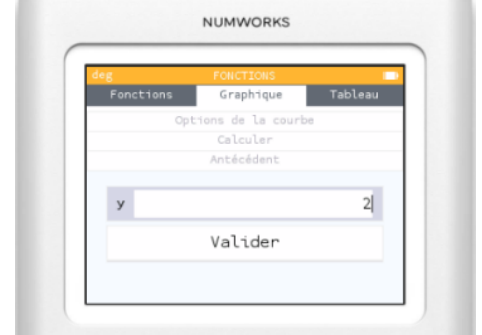 NUMWORKS
deg FONCTIONS
Fonctions Graphique Tableau
Options de la courbe
Calculer
Antécédent
y 2
Valider